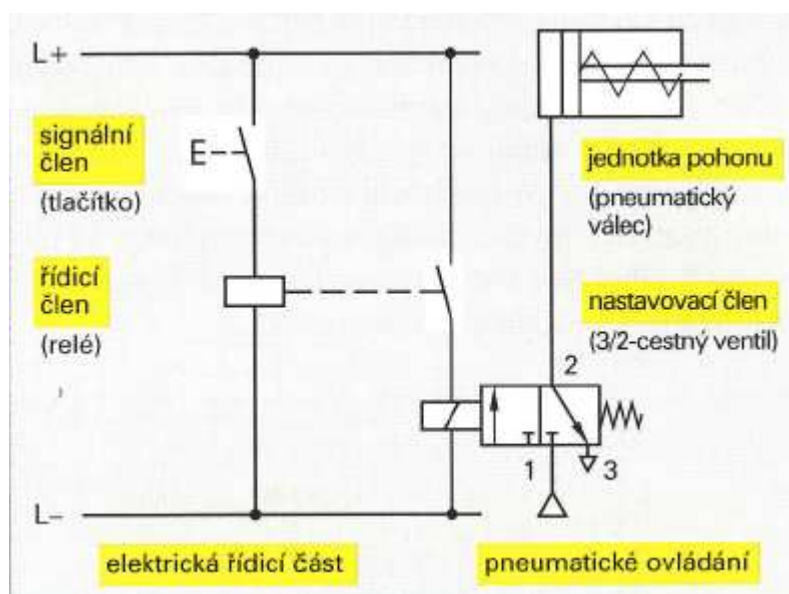 L+
signální
člen
(tlačítko)
E
jednotka pohonu
(pneumatický
válec)
řídicí
člen
(relé)
nastavovací člen
(3/2-cestný ventil)
2
1
3
L–
elektrická řídicí část
pneumatické ovládání